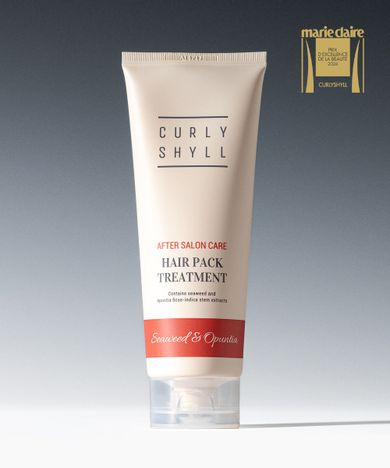 marie claire
PRIX
D'EXCELLENCE
DE LA BEAUTÉ
2024
CURLYSHYLL
CURLY
SHYLL
AFTER SALON CARE
HAIR PACK
TREATMENT
Contains seaweed and
opuntia ficus-indica stem extracts
Seaweed & Opuntia